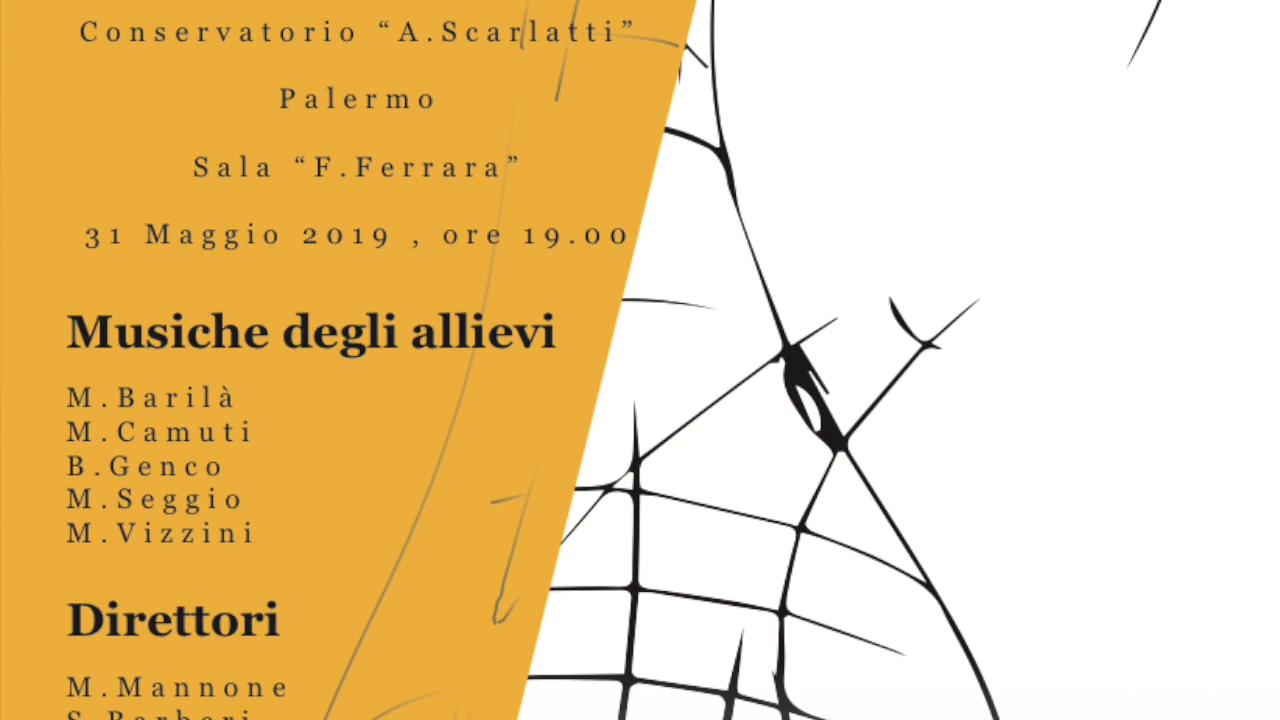 Conservatorio “A.Scarlatti”
Palermo
Sala “F.Ferrara”
31 Maggio 2019 , ore 19.00
Musiche degli allievi
M.Barilà
M.Camuti
B.Genco
M.Seggio
M.Vizzini
Direttori
M.Mannone